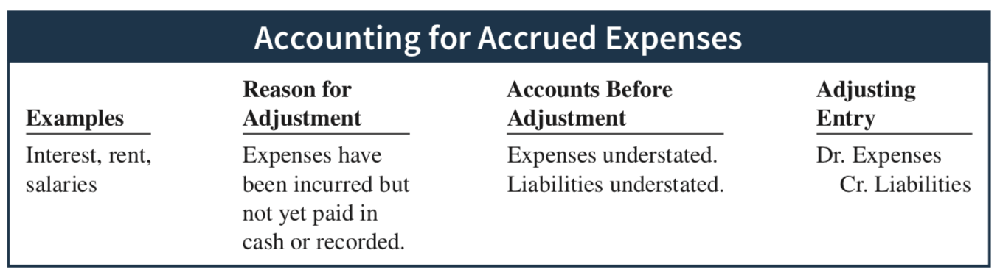 Accounting for Accrued Expenses
Examples
Reason for
Adjustment
Accounts Before
Adjustment
Adjusting
Entry
Interest, rent,
salaries
Expenses have
been incurred but
not yet paid in
cash or recorded.
Expenses understated.
Liabilities understated.
Dr. Expenses
Cr. Liabilities